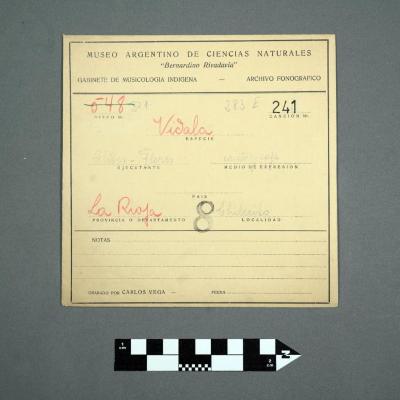 MUSEO ARGENTINO DE CIENCIAS NATURALES
"Bernardino Rivadavia"
GABINETE DE MUSICOLOGIA INDIGENA — ARCHIVO FONOGRAFICO
548 283 E 241
DISCO Nº. CANCION Nº.
Vidala
ESPECIE
EJECUTANTE MEDIO DE EXPRESION
PAIS
La Rioja 8
PROVINCIA O DEPARTAMENTO LOCALIDAD
NOTAS
GRABADO POR CARLOS VEGA — FECHA
1 cm
2 cm
N